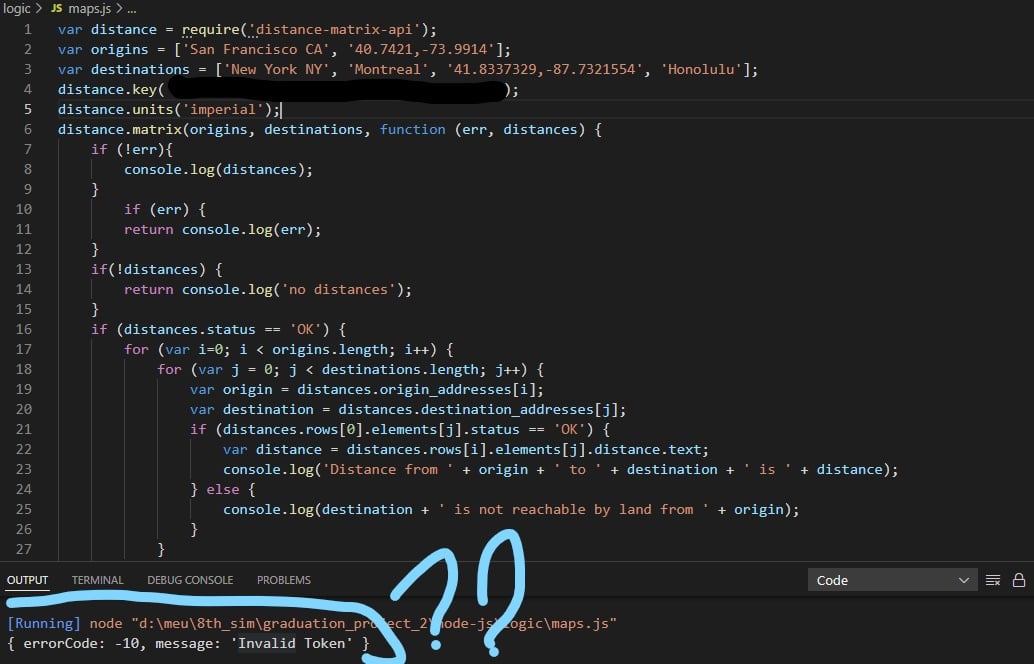 logic > JS maps.js > ...
1 var distance = require('distance-matrix-api');
2 var origins = ['San Francisco CA', '40.7421,-73.9914'];
3 var destinations = ['New York NY', 'Montreal', '41.8337329,-87.7321554', 'Honolulu'];
4 distance.key( );
5 distance.units('imperial');
6 distance.matrix(origins, destinations, function (err, distances) {
7 if (!err){
8 console.log(distances);
9 }
10 if (err) {
11 return console.log(err);
12 }
13 if(!distances) {
14 return console.log('no distances');
15 }
16 if (distances.status == 'OK') {
17 for (var i=0; i < origins.length; i++) {
18 for (var j = 0; j < destinations.length; j++) {
19 var origin = distances.origin_addresses[i];
20 var destination = distances.destination_addresses[j];
21 if (distances.rows[0].elements[j].status == 'OK') {
22 var distance = distances.rows[i].elements[j].distance.text;
23 console.log('Distance from ' + origin + ' to ' + destination + ' is ' + distance);
24 } else {
25 console.log(destination + ' is not reachable by land from ' + origin);
26 }
27 }
OUTPUT TERMINAL DEBUG CONSOLE PROBLEMS Code
??
[Running] node "d:\meu\8th_sim\graduation_project_2\node-js\logic\maps.js"
{ errorCode: -10, message: 'Invalid Token' }